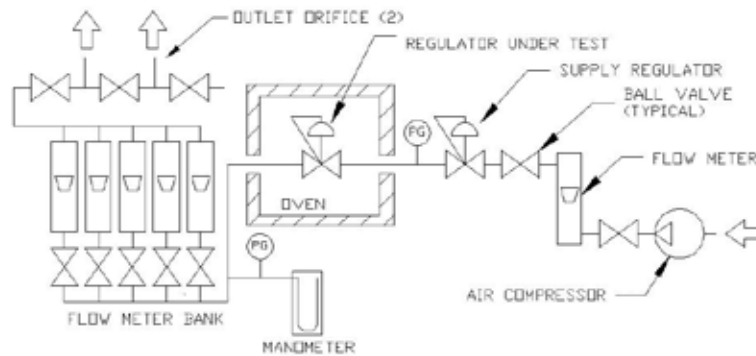 OUTLET ORIFICE (2)
REGULATOR UNDER TEST
SUPPLY REGULATOR
BALL VALVE
(TYPICAL)
PG
FLOW METER
OVEN
PG
AIR COMPRESSOR
FLOW METER BANK
MANOMETER